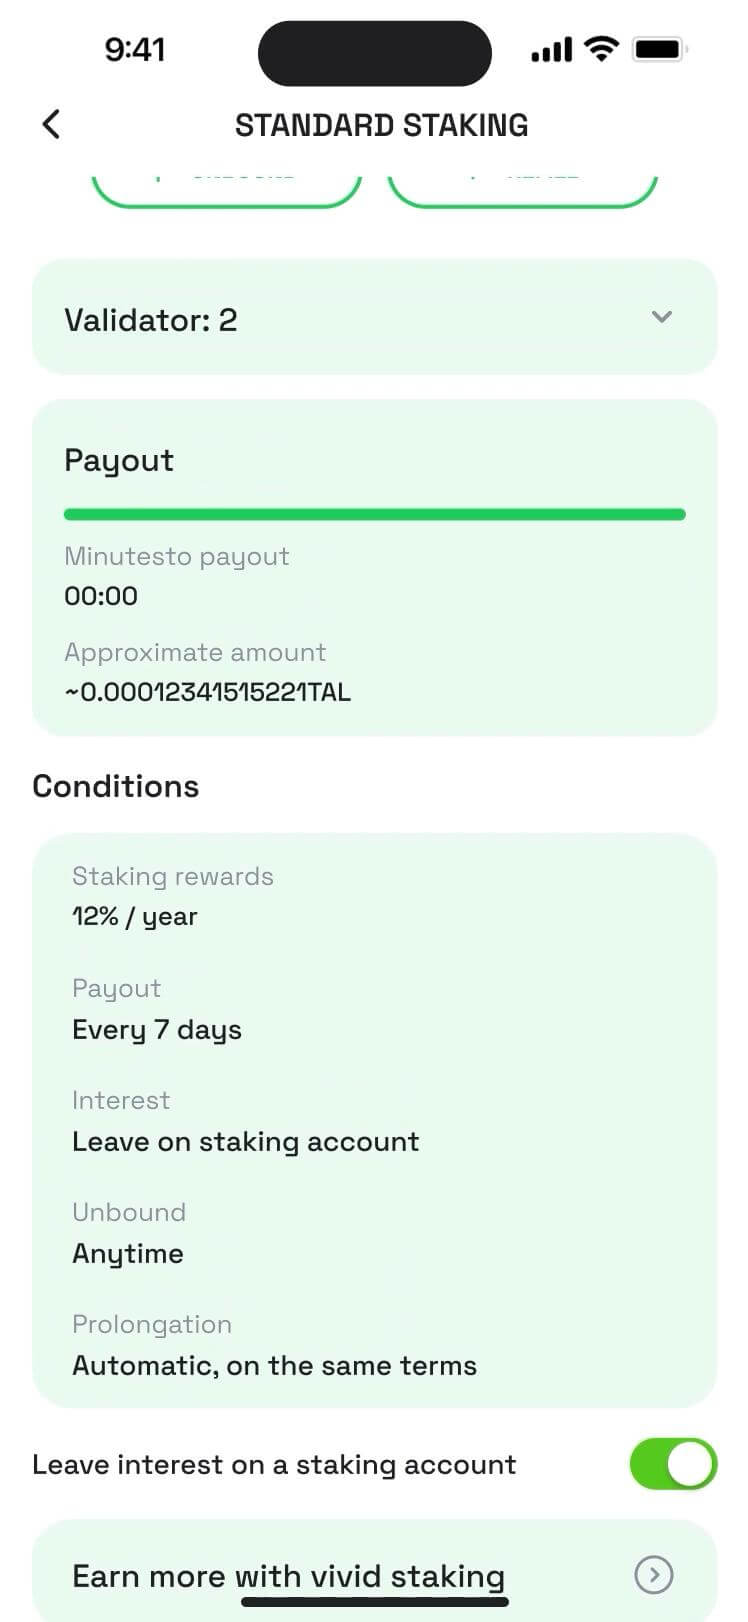 9:41
STANDARD STAKING
Validator: 2
Payout
Minutesto payout
00:00
Approximate amount
~0.00012341515221TAL
Conditions
Staking rewards
12% / year
Payout
Every 7 days
Interest
Leave on staking account
Unbound
Anytime
Prolongation
Automatic, on the same terms
Leave interest on a staking account
Earn more with vivid staking